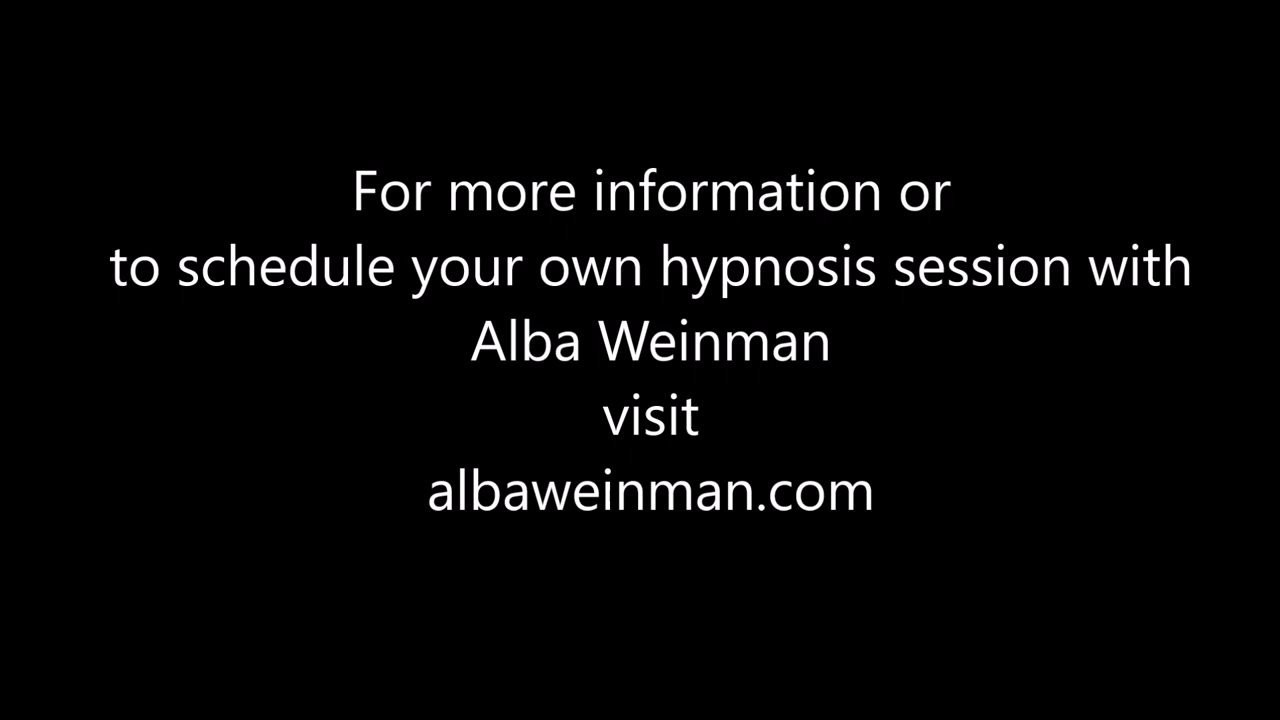 For more information or
to schedule your own hypnosis session with
Alba Weinman
visit
albaweinman.com